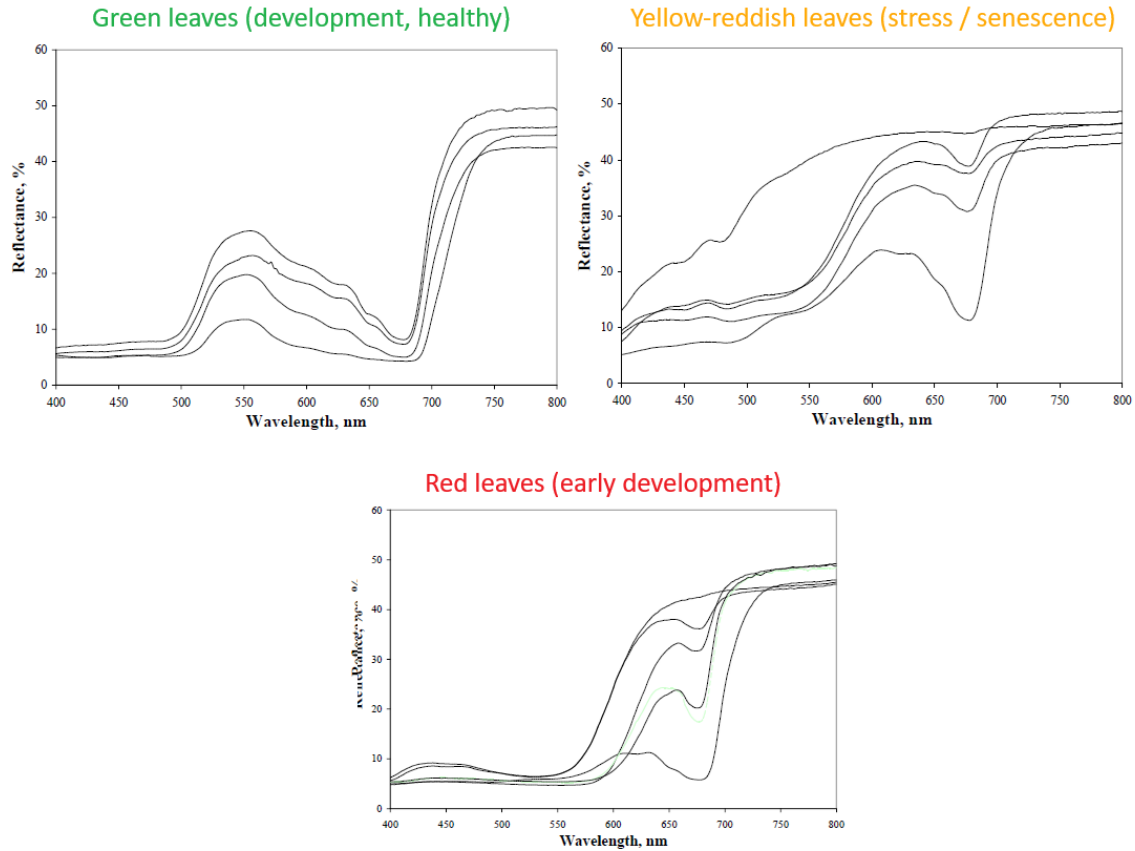 Green leaves (development, healthy)
Yellow-reddish leaves (stress / senescence)
60
50
40
30
20
10
0
Reflectance, %
400 450 500 550 600 650 700 750 800
Wavelength, nm
60
50
40
30
20
10
0
Reflectance, %
400 450 500 550 600 650 700 750 800
Wavelength, nm
Red leaves (early development)
60
50
40
30
20
10
0
400 450 500 550 600 650 700 750 800
Wavelength, nm